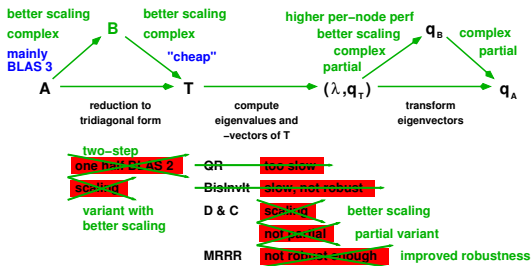 better scaling
complex
mainly
BLAS 3
B
better scaling
complex
"cheap"
higher per-node perf
better scaling
complex
partial
q_B
complex
partial
A
T
(λ,q_T)
q_A
reduction to
tridiagonal form
compute
eigenvalues and
-vectors of T
transform
eigenvectors
two-step
one half BLAS 2
scaling
variant with
better scaling
QR too slow
BisInvIt slow, not robust
D & C scaling better scaling
not partial partial variant
MRRR not robust enough improved robustness